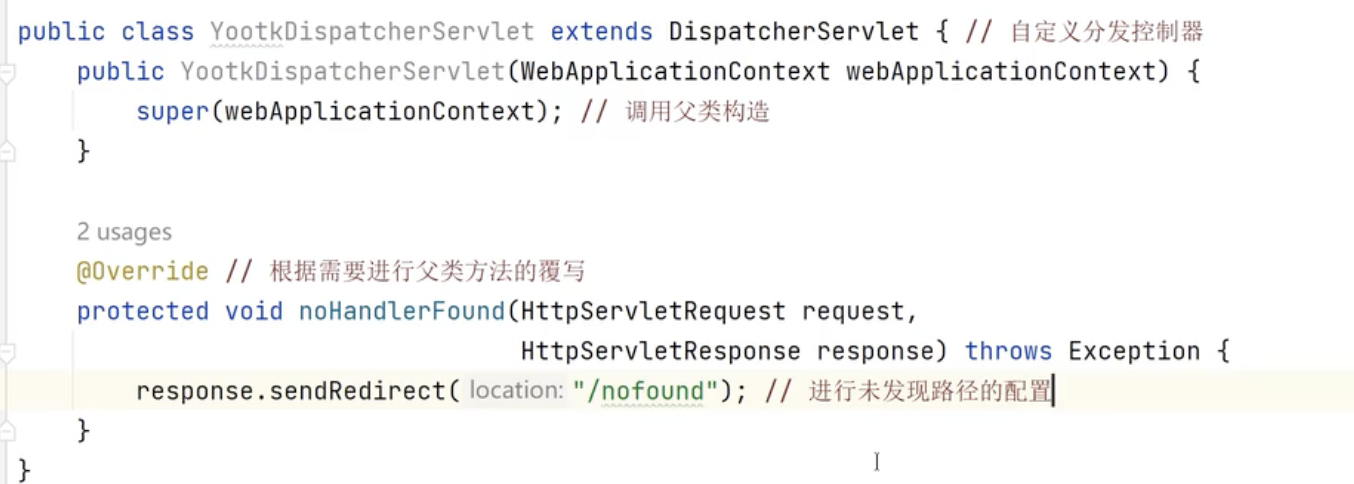 public class YootkDispatcherServlet extends DispatcherServlet { // 自定义分发控制器
    public YootkDispatcherServlet(WebApplicationContext webApplicationContext) {
        super(webApplicationContext); // 调用父类构造
    }
    2 usages
    @Override // 根据需要进行父类方法的覆写
    protected void noHandlerFound(HttpServletRequest request,
                                  HttpServletResponse response) throws Exception {
        response.sendRedirect( location: "/nofound"); // 进行未发现路径的配置
    }
}